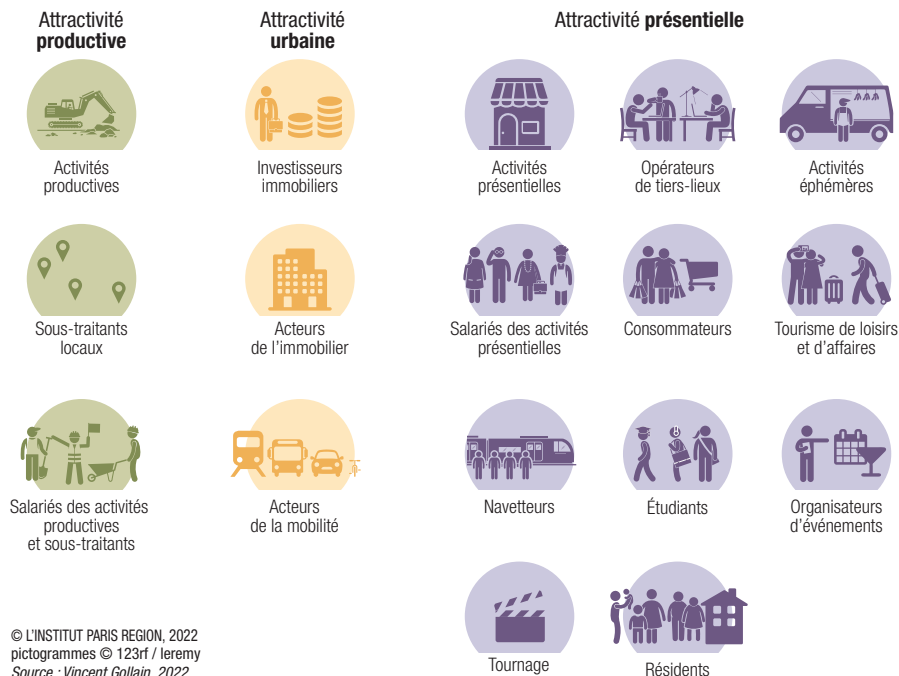 Attractivité
productive
Attractivité
urbaine
Attractivité présentielle
Activités
productives
Investisseurs
immobiliers
Activités
présentielles
Opérateurs
de tiers-lieux
Activités
éphémères
Sous-traitants
locaux
Acteurs
de l'immobilier
Salariés des activités
présentielles
Consommateurs
Tourisme de loisirs
et d'affaires
Salariés des activités
productives
et sous-traitants
Acteurs
de la mobilité
Navetteurs
Étudiants
Organisateurs
d'événements
Tournage
Résidents
© L'INSTITUT PARIS REGION, 2022
pictogrammes © 123rf / leremy
Source : Vincent Gollain, 2022